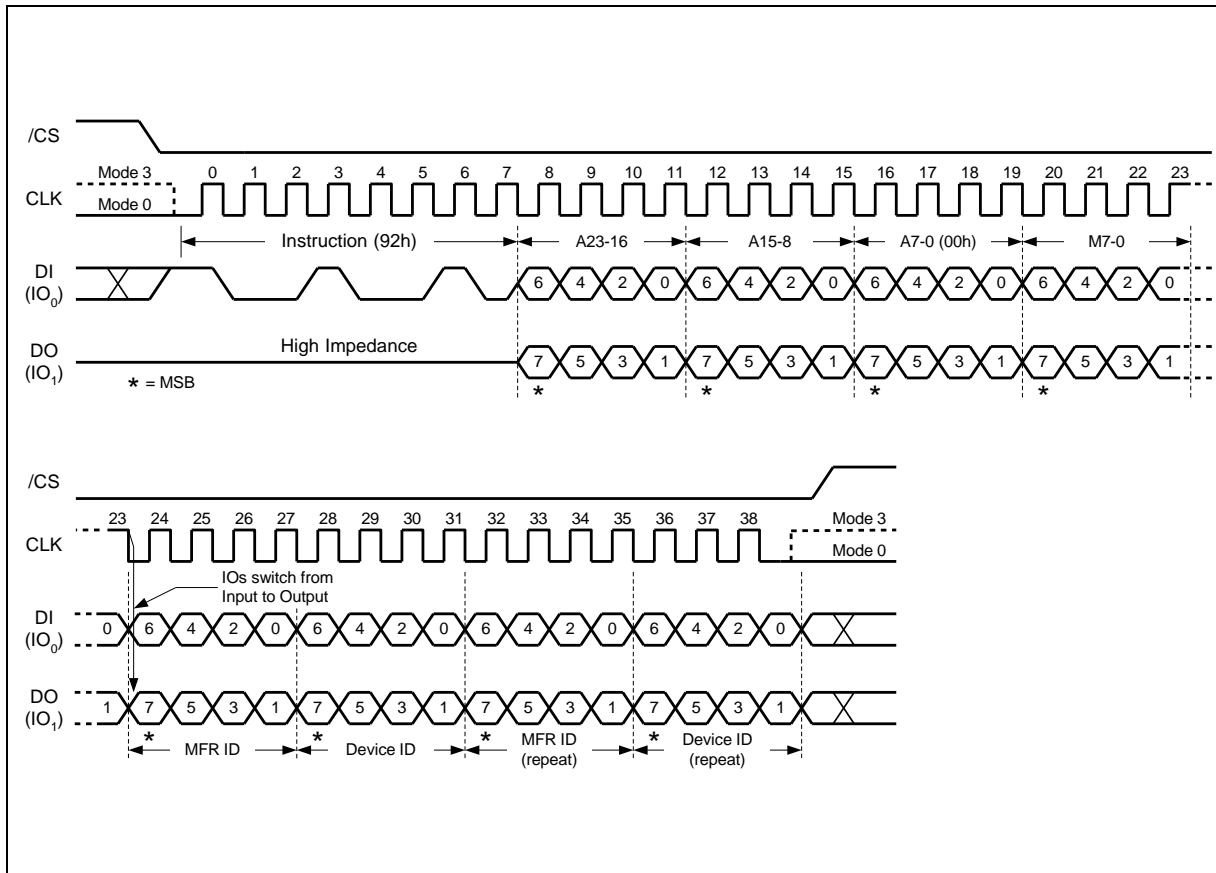 /CS
Mode 3 0 1 2 3 4 5 6 7 8 9 10 11 12 13 14 15 16 17 18 19 20 21 22 23
CLK
Mode 0
Instruction (92h) A23-16 A15-8 A7-0 (00h) M7-0
DI
(IO0)
6 4 2 0 6 4 2 0 6 4 2 0 6 4 2 0
High Impedance
DO
(IO1)
7 5 3 1 7 5 3 1 7 5 3 1 7 5 3 1
* = MSB
* * * *
/CS
23 24 25 26 27 28 29 30 31 32 33 34 35 36 37 38 Mode 3
CLK
Mode 0
IOs switch from
Input to Output
DI
(IO0)
0 6 4 2 0 6 4 2 0 6 4 2 0 6 4 2 0
DO
(IO1)
1 7 5 3 1 7 5 3 1 7 5 3 1 7 5 3 1
* * * *
MFR ID Device ID MFR ID
(repeat)
Device ID
(repeat)